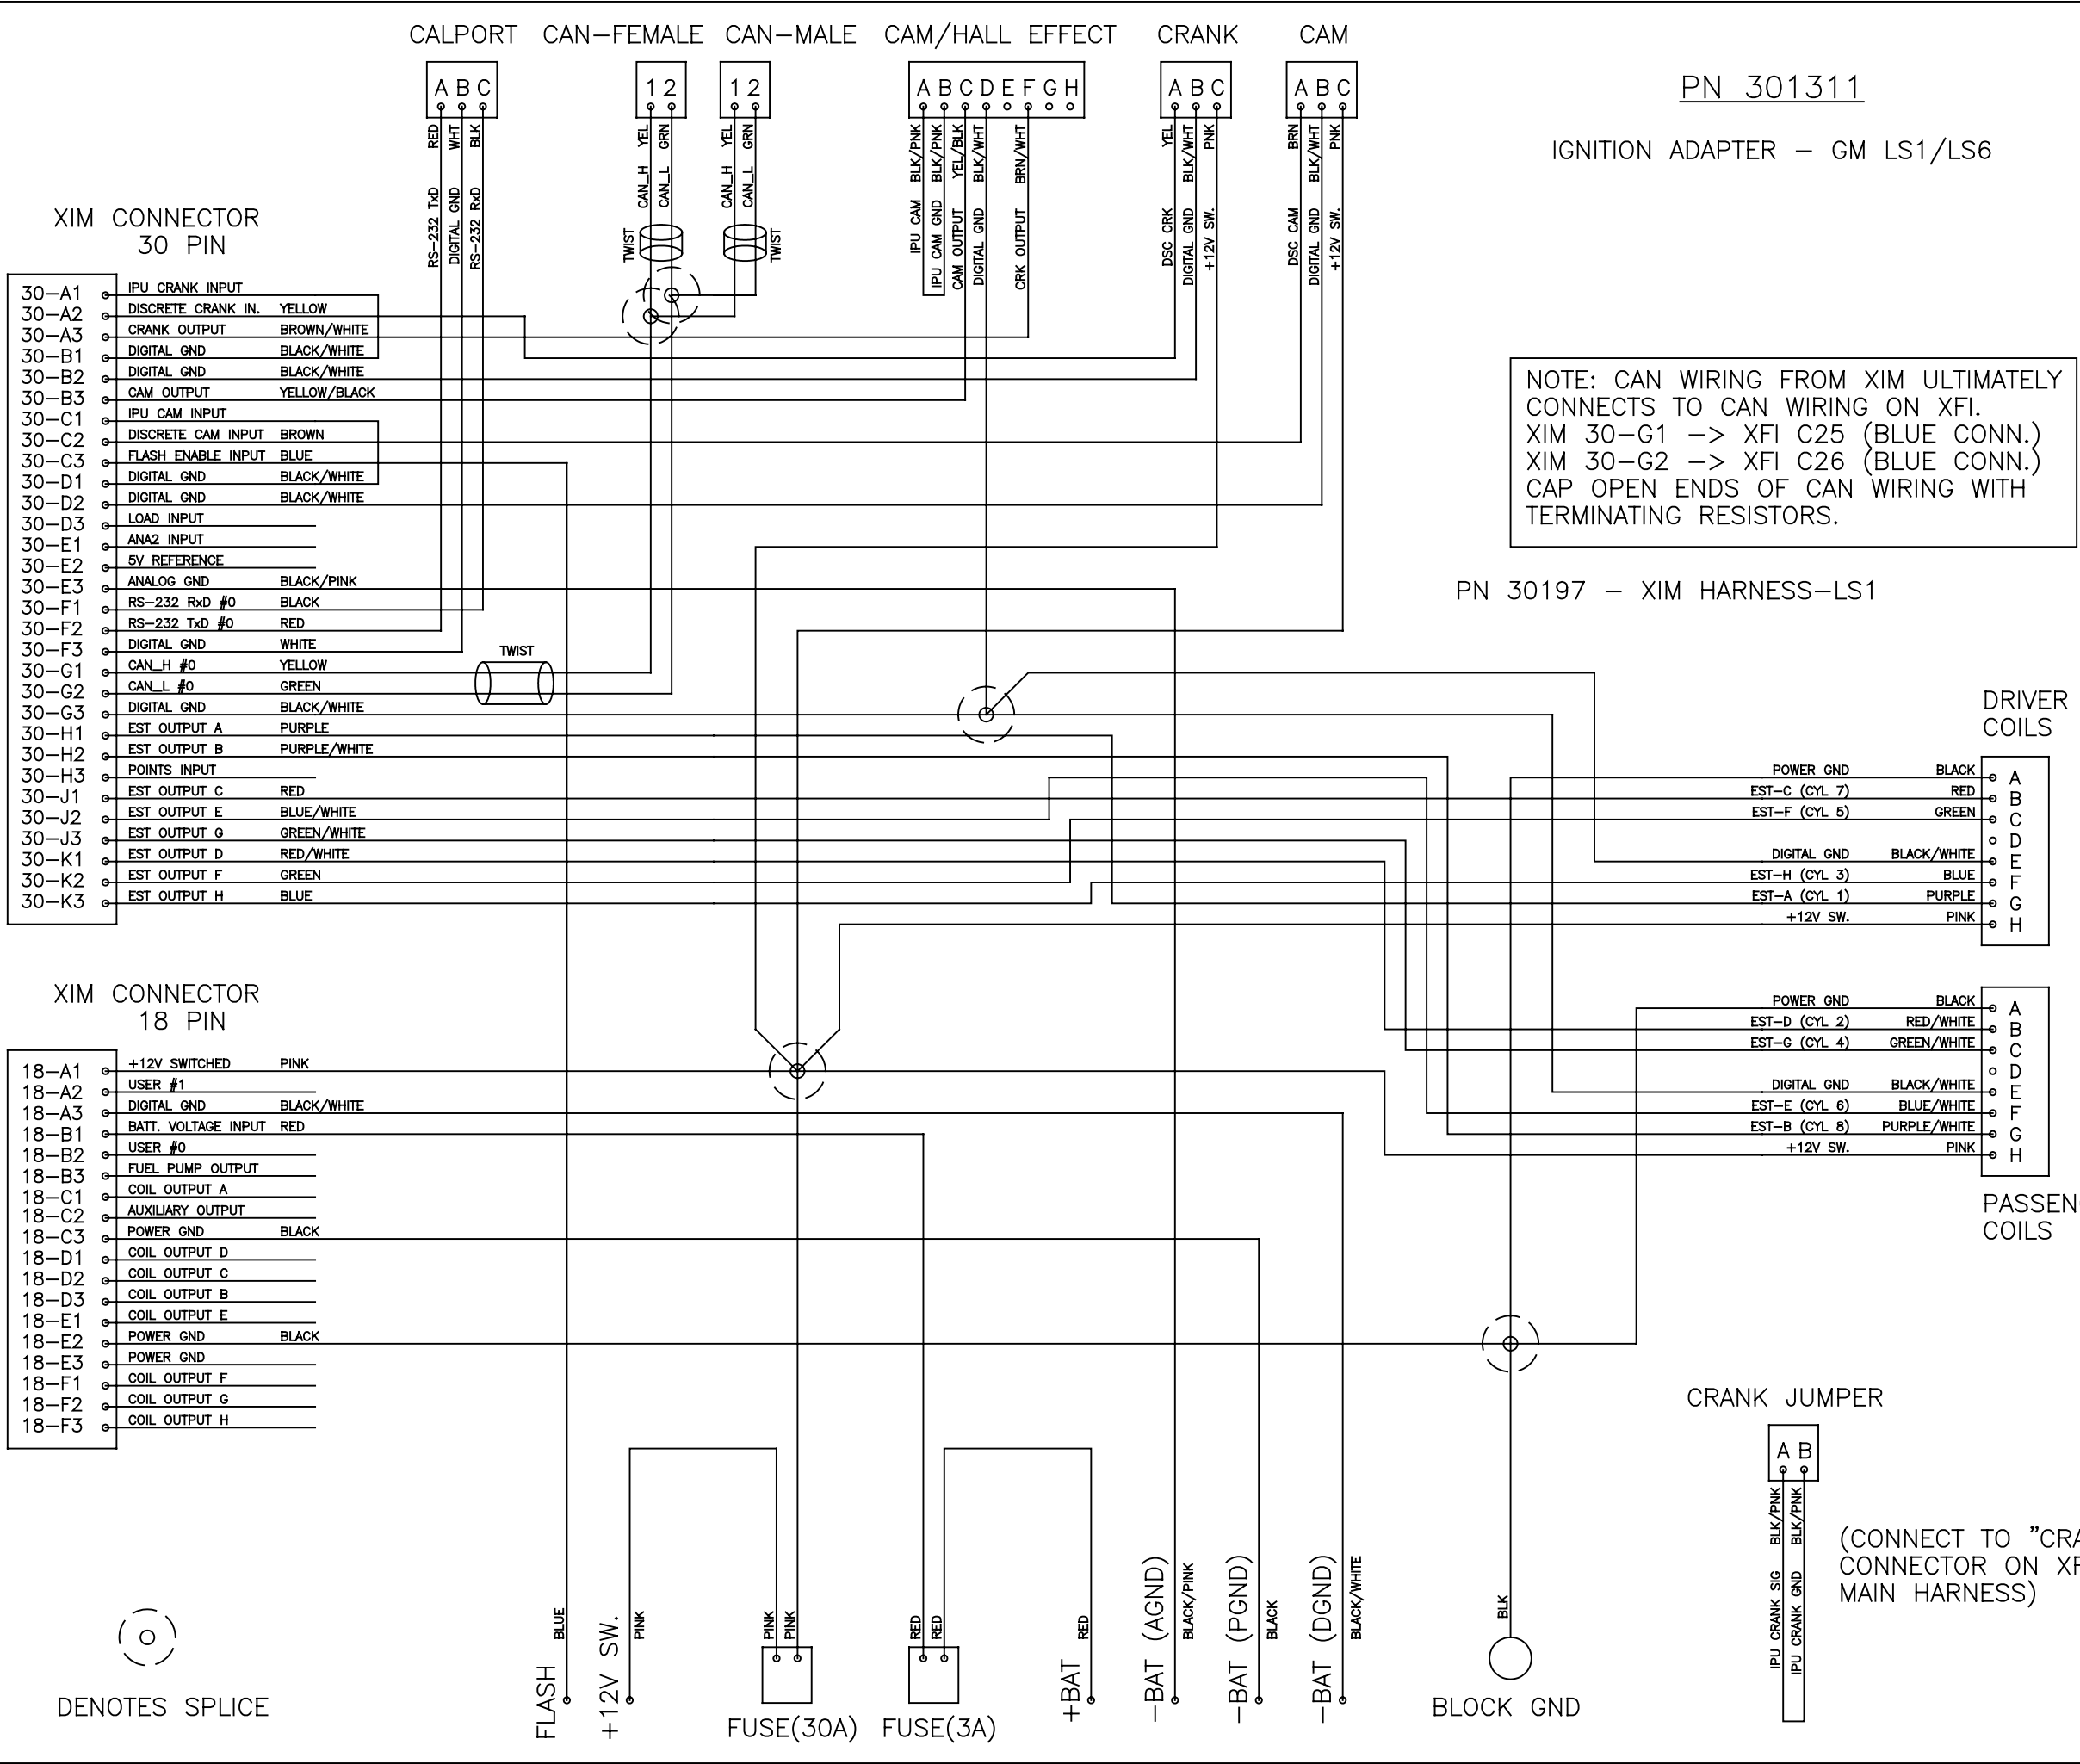 CALPORT CAN-FEMALE CAN-MALE CAM/HALL EFFECT CRANK CAM
A B C 1 2 1 2 A B C D E F G H A B C A B C
RED WHT BLK YEL GRN YEL GRN BLK/PNK BLK/PNK YEL/BLK BLK/WHT BRN/WHT YEL BLK/WHT PNK BRN BLK/WHT PNK
RS-232 TxD DIGITAL GND RS-232 RxD CAN_H CAN_L CAN_H CAN_L IPU CAM IPU CAM GND CAM OUTPUT DIGITAL GND CRK OUTPUT DSC CRK DIGITAL GND +12V SW. DSC CAM DIGITAL GND +12V SW.
TWIST TWIST
PN 301311
IGNITION ADAPTER - GM LS1/LS6
XIM CONNECTOR
30 PIN
30-A1 IPU CRANK INPUT
30-A2 DISCRETE CRANK IN. YELLOW
30-A3 CRANK OUTPUT BROWN/WHITE
30-B1 DIGITAL GND BLACK/WHITE
30-B2 DIGITAL GND BLACK/WHITE
30-B3 CAM OUTPUT YELLOW/BLACK
30-C1 IPU CAM INPUT
30-C2 DISCRETE CAM INPUT BROWN
30-C3 FLASH ENABLE INPUT BLUE
30-D1 DIGITAL GND BLACK/WHITE
30-D2 DIGITAL GND BLACK/WHITE
30-D3 LOAD INPUT
30-E1 ANA2 INPUT
30-E2 5V REFERENCE
30-E3 ANALOG GND BLACK/PINK
30-F1 RS-232 RxD #0 BLACK
30-F2 RS-232 TxD #0 RED
30-F3 DIGITAL GND WHITE
30-G1 CAN_H #0 YELLOW
30-G2 CAN_L #0 GREEN
30-G3 DIGITAL GND BLACK/WHITE
30-H1 EST OUTPUT A PURPLE
30-H2 EST OUTPUT B PURPLE/WHITE
30-H3 POINTS INPUT
30-J1 EST OUTPUT C RED
30-J2 EST OUTPUT E BLUE/WHITE
30-J3 EST OUTPUT G GREEN/WHITE
30-K1 EST OUTPUT D RED/WHITE
30-K2 EST OUTPUT F GREEN
30-K3 EST OUTPUT H BLUE
TWIST
NOTE: CAN WIRING FROM XIM ULTIMATELY
CONNECTS TO CAN WIRING ON XFI.
XIM 30-G1 -> XFI C25 (BLUE CONN.)
XIM 30-G2 -> XFI C26 (BLUE CONN.)
CAP OPEN ENDS OF CAN WIRING WITH
TERMINATING RESISTORS.
PN 30197 - XIM HARNESS-LS1
DRIVER
COILS
POWER GND BLACK A
EST-C (CYL 7) RED B
EST-F (CYL 5) GREEN C
D
DIGITAL GND BLACK/WHITE E
EST-H (CYL 3) BLUE F
EST-A (CYL 1) PURPLE G
+12V SW. PINK H
POWER GND BLACK A
EST-D (CYL 2) RED/WHITE B
EST-G (CYL 4) GREEN/WHITE C
D
DIGITAL GND BLACK/WHITE E
EST-E (CYL 6) BLUE/WHITE F
EST-B (CYL 8) PURPLE/WHITE G
+12V SW. PINK H
PASSEN
COILS
XIM CONNECTOR
18 PIN
18-A1 +12V SWITCHED PINK
18-A2 USER #1
18-A3 DIGITAL GND BLACK/WHITE
18-B1 BATT. VOLTAGE INPUT RED
18-B2 USER #0
18-B3 FUEL PUMP OUTPUT
18-C1 COIL OUTPUT A
18-C2 AUXILIARY OUTPUT
18-C3 POWER GND BLACK
18-D1 COIL OUTPUT D
18-D2 COIL OUTPUT C
18-D3 COIL OUTPUT B
18-E1 COIL OUTPUT E
18-E2 POWER GND BLACK
18-E3 POWER GND
18-F1 COIL OUTPUT F
18-F2 COIL OUTPUT G
18-F3 COIL OUTPUT H
CRANK JUMPER
A B
BLK/PNK BLK/PNK
IPU CRANK SIG IPU CRANK GND
(CONNECT TO "CRA
CONNECTOR ON XF
MAIN HARNESS)
DENOTES SPLICE
FLASH BLUE
+12V SW. PINK
PINK PINK
FUSE(30A)
RED RED
FUSE(3A)
+BAT RED
-BAT (AGND) BLACK/PINK
-BAT (PGND) BLACK
-BAT (DGND) BLACK/WHITE
BLK
BLOCK GND